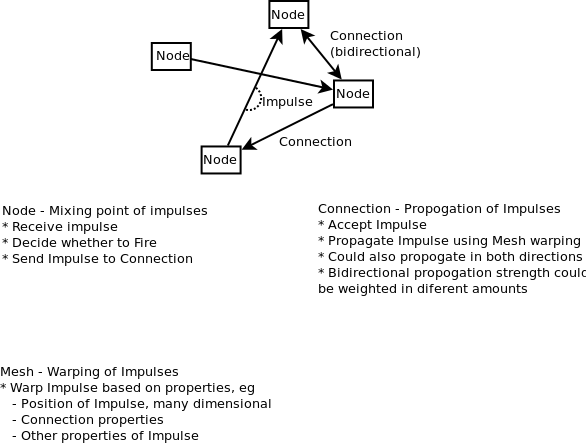 Node
Connection
(bidirectional)
Node
Node
Impulse
Connection
Node
Node - Mixing point of impulses
* Receive impulse
* Decide whether to Fire
* Send Impulse to Connection
Connection - Propogation of Impulses
* Accept Impulse
* Propagate Impulse using Mesh warping
* Could also propogate in both directions
* Bidirectional propogation strength could
be weighted in diferent amounts
Mesh - Warping of Impulses
* Warp Impulse based on properties, eg
- Position of Impulse, many dimensional
- Connection properties
- Other properties of Impulse